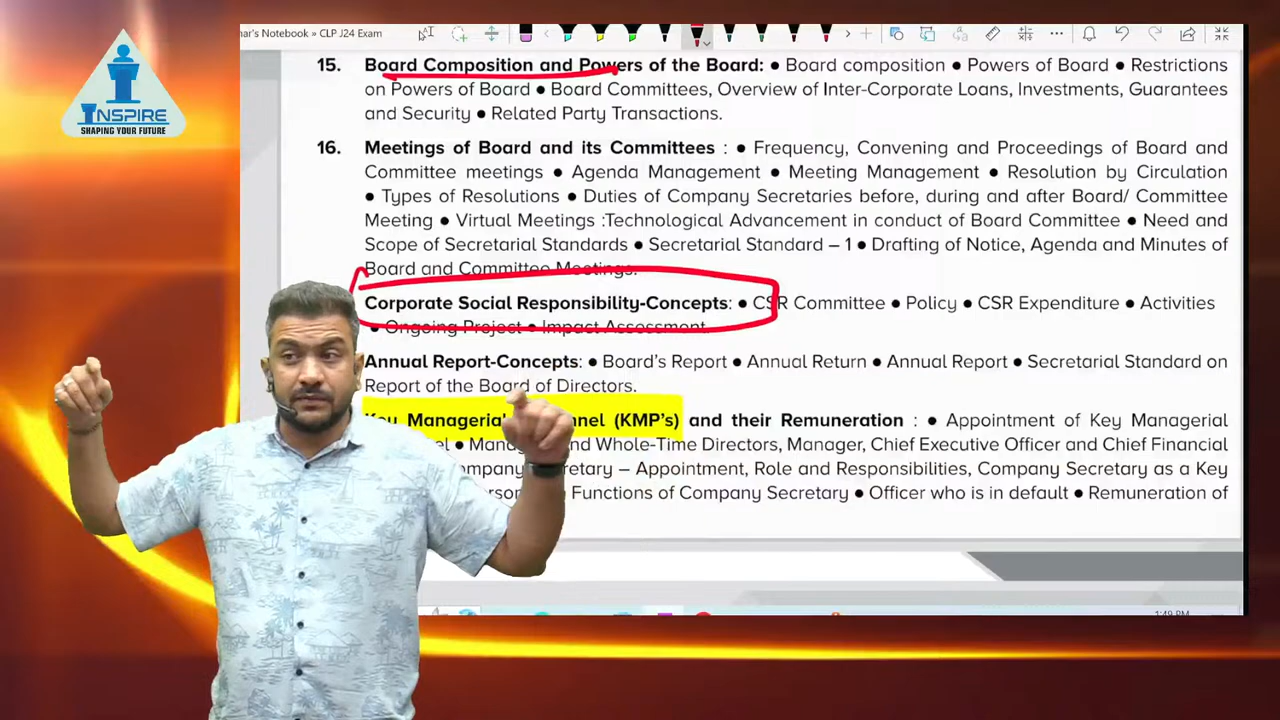 INSPIRE
SHAPING YOUR FUTURE
nar's Notebook » CLP J24 Exam
15. Board Composition and Powers of the Board: ● Board composition ● Powers of Board ● Restrictions
on Powers of Board ● Board Committees, Overview of Inter-Corporate Loans, Investments, Guarantees
and Security ● Related Party Transactions.
16. Meetings of Board and its Committees : ● Frequency, Convening and Proceedings of Board and
Committee meetings ● Agenda Management ● Meeting Management ● Resolution by Circulation
● Types of Resolutions ● Duties of Company Secretaries before, during and after Board/ Committee
Meeting ● Virtual Meetings :Technological Advancement in conduct of Board Committee ● Need and
Scope of Secretarial Standards ● Secretarial Standard – 1 ● Drafting of Notice, Agenda and Minutes of
Board and Committee Meetings.
Corporate Social Responsibility-Concepts: ● CSR Committee ● Policy ● CSR Expenditure ● Activities
● Ongoing Project ● Impact Assessment
Annual Report-Concepts: ● Board's Report ● Annual Return ● Annual Report ● Secretarial Standard on
Report of the Board of Directors.
Key Managerial nnel (KMP's) and their Remuneration : ● Appointment of Key Managerial
el ● Mana nd Whole-Time Directors, Manager, Chief Executive Officer and Chief Financial
ompany retary – Appointment, Role and Responsibilities, Company Secretary as a Key
erson Functions of Company Secretary ● Officer who is in default ● Remuneration of
1:49 PM